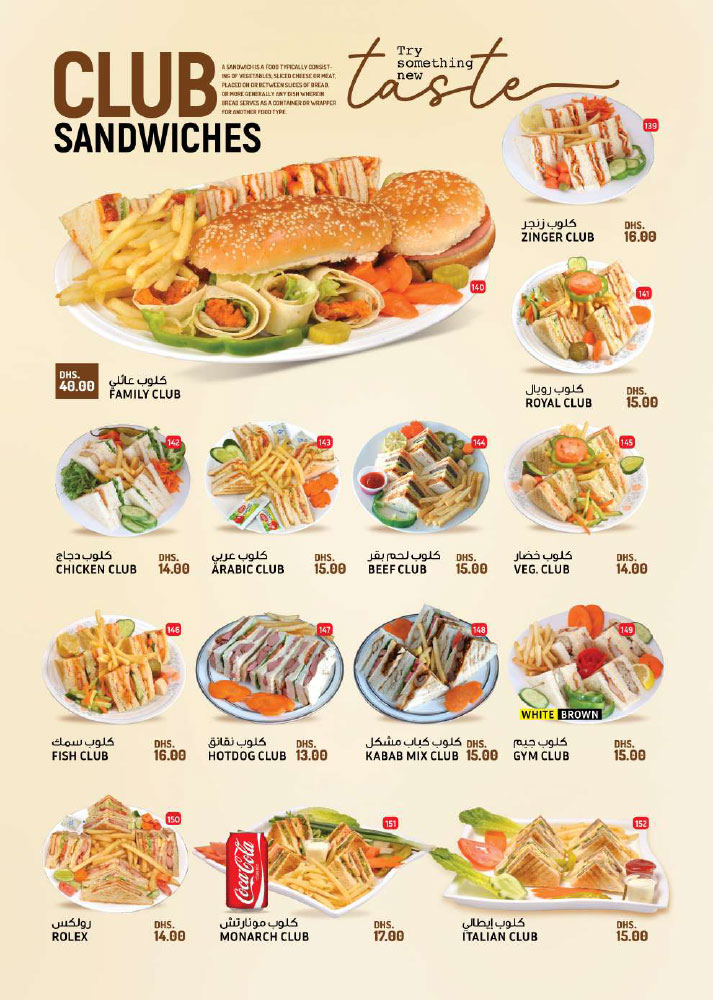 CLUB
SANDWICHES
A SANDWICH IS A FOOD TYPICALLY CONSIST-
ING OF VEGETABLES, SLICED CHEESE OR MEAT,
PLACED ON OR BETWEEN SLICES OF BREAD,
OR MORE GENERALLY ANY DISH WHEREIN
BREAD SERVES AS A CONTAINER OR WRAPPER
FOR ANOTHER FOOD TYPE.
Try
something
new
taste
139
كلوب زنجر
ZINGER CLUB
DHS.
16.00
140
DHS.
40.00
كلوب عائلي
FAMILY CLUB
141
كلوب رويال
ROYAL CLUB
DHS.
15.00
142
كلوب دجاج
CHICKEN CLUB
DHS.
14.00
143
كلوب عربي
ARABIC CLUB
DHS.
15.00
144
كلوب لحم بقر
BEEF CLUB
DHS.
15.00
145
كلوب خضار
VEG. CLUB
DHS.
14.00
146
كلوب سمك
FISH CLUB
DHS.
16.00
147
كلوب نقانق
HOTDOG CLUB
DHS.
13.00
148
كلوب كباب مشكل
KABAB MIX CLUB
DHS.
15.00
149
WHITE BROWN
كلوب جيم
GYM CLUB
DHS.
15.00
150
رولكس
ROLEX
DHS.
14.00
151
Coca-Cola
كلوب مونارتش
MONARCH CLUB
DHS.
17.00
152
كلوب إيطالي
ITALIAN CLUB
DHS.
15.00